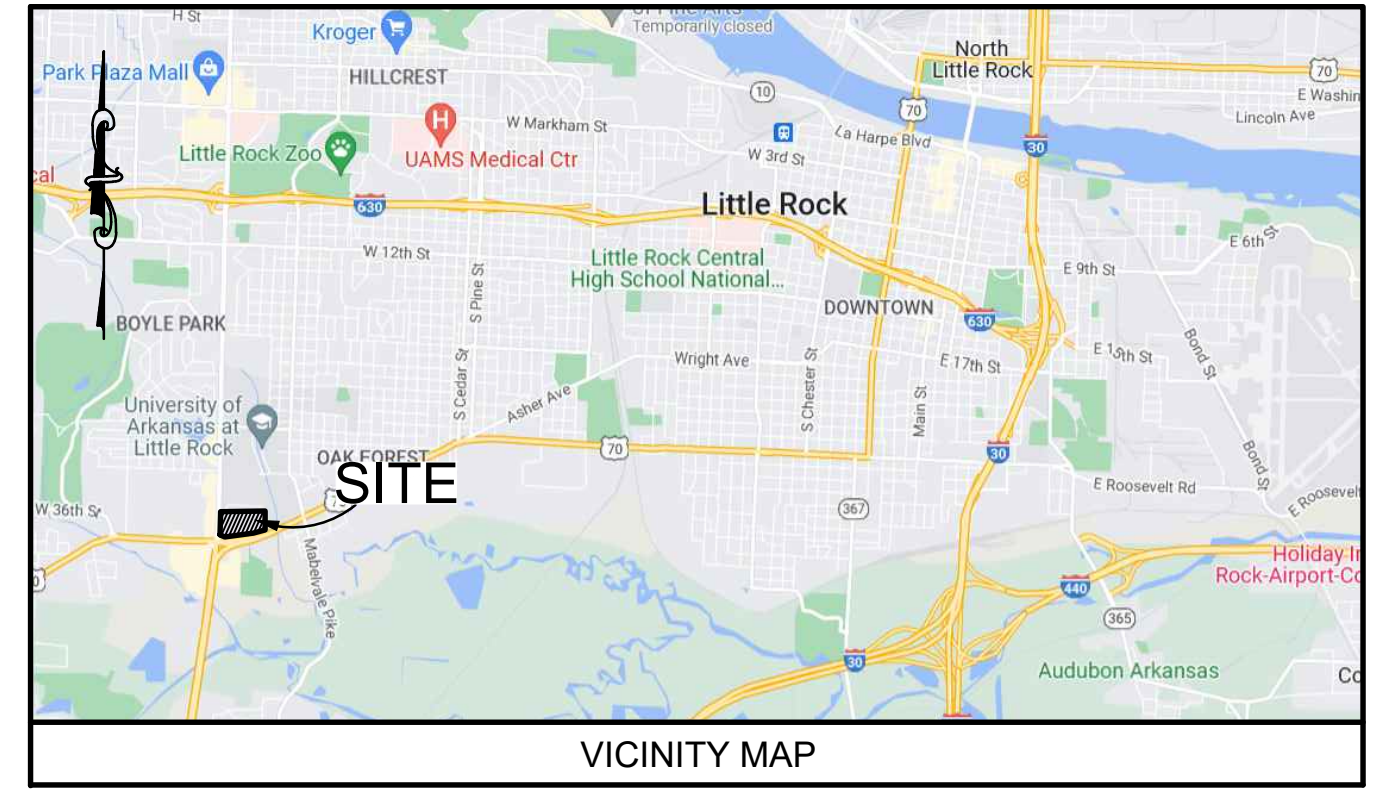 H St
Kroger
Temporarily closed
North
Little Rock
70
Park Plaza Mall
HILLCREST
10
E Washin
Lincoln Ave
70
H
W Markham St
La Harpe Blvd
30
Little Rock Zoo
UAMS Medical Ctr
W 3rd St
cal
630
Little Rock
W 12th St
Little Rock Central
High School National...
E 6th St
E 9th St
S Pine St
DOWNTOWN
630
BOYLE PARK
Wright Ave
E 17th St
E 15th St
Bond St
S Cedar St
S Chester St
Main St
Asher Ave
University of
Arkansas at
Little Rock
OAK FOREST
70
30
Bond St
SITE
E Roosevelt Rd
E Roosevel
W 36th St
367
Mabelvale Pike
Holiday I
Rock-Airport-Co
440
365
30
Audubon Arkansas
Co
VICINITY MAP